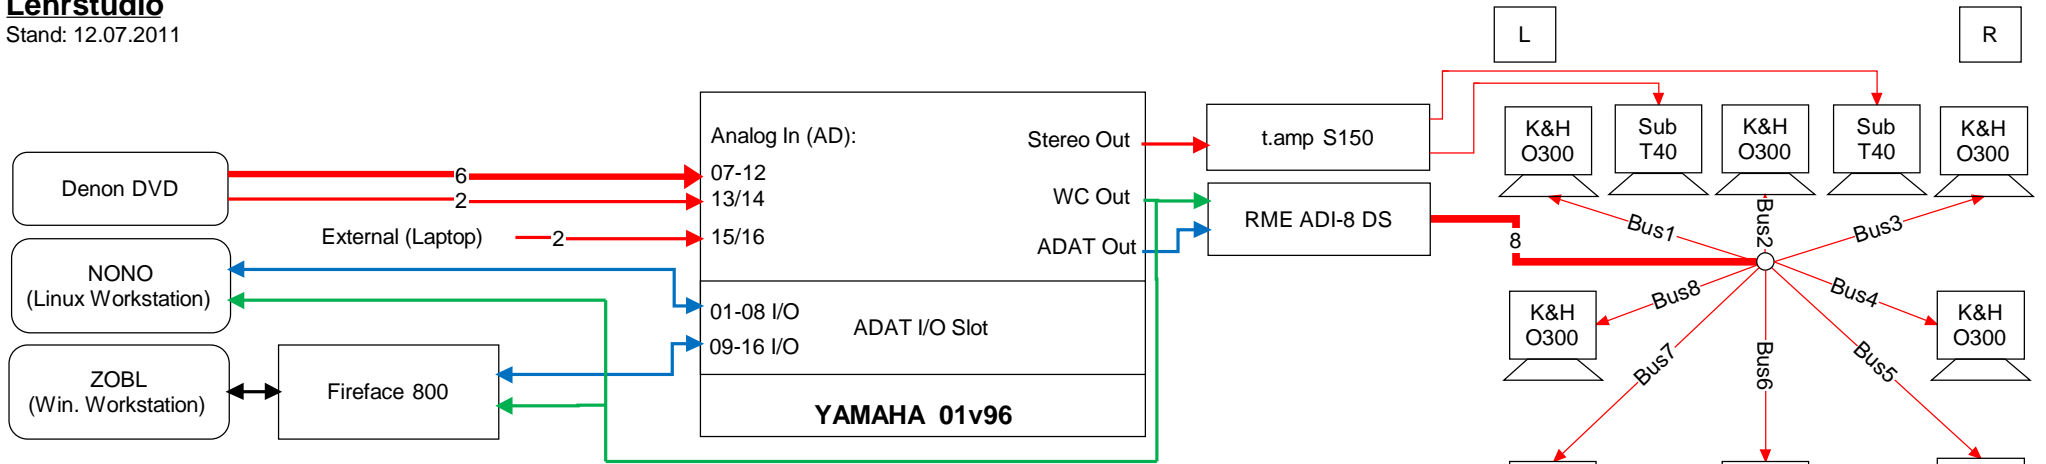 Lehrstudio
Stand: 12.07.2011
L
R
Denon DVD
6
2
External (Laptop)
2
NONO
(Linux Workstation)
ZOBL
(Win. Workstation)
Fireface 800
Analog In (AD):
07-12
13/14
15/16
Stereo Out
WC Out
ADAT Out
01-08 I/O
09-16 I/O
ADAT I/O Slot
YAMAHA 01v96
t.amp S150
RME ADI-8 DS
8
K&H
O300
Sub
T40
K&H
O300
Sub
T40
K&H
O300
Bus1
Bus2
Bus3
Bus8
Bus4
K&H
O300
K&H
O300
Bus7
Bus6
Bus5